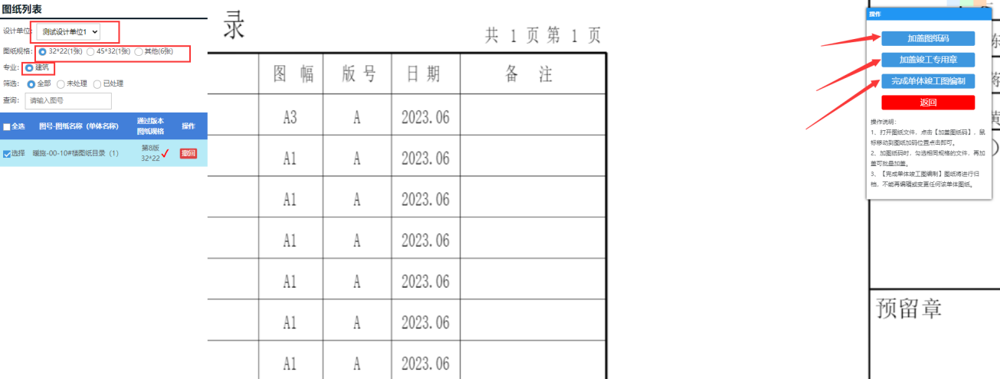 图纸列表
设计单位: 测试设计单位1
图纸规格: 32*22(1张) 45*32(1张) 其他(6张)
专业: 建筑
筛选: 全部 未处理 已处理
查询: 请输入图号
全选 图号-图纸名称（单体名称） 通过版本 图纸规格 操作
选择 暖施-00-10#楼图纸目录（1） 第8版 32*22 撤回
录
共 1 页 第 1 页
图 幅 版 号 日 期 备 注
A3 A 2023.06
A1 A 2023.06
A1 A 2023.06
A1 A 2023.06
A1 A 2023.06
A1 A 2023.06
A1 A 2023.06
操作
加盖图纸码
加盖竣工专用章
完成单体竣工图编制
返回
操作说明:
1、打开图纸文件，点击【加盖图纸码】，鼠
标移动到图纸加码位置点击即可。
2、加图纸码时，勾选相同规格的文件，再加
盖可批量加盖。
3、【完成单体竣工图编制】图纸将进行归
档，不能再编辑或变更任何该单体图纸。
预留章